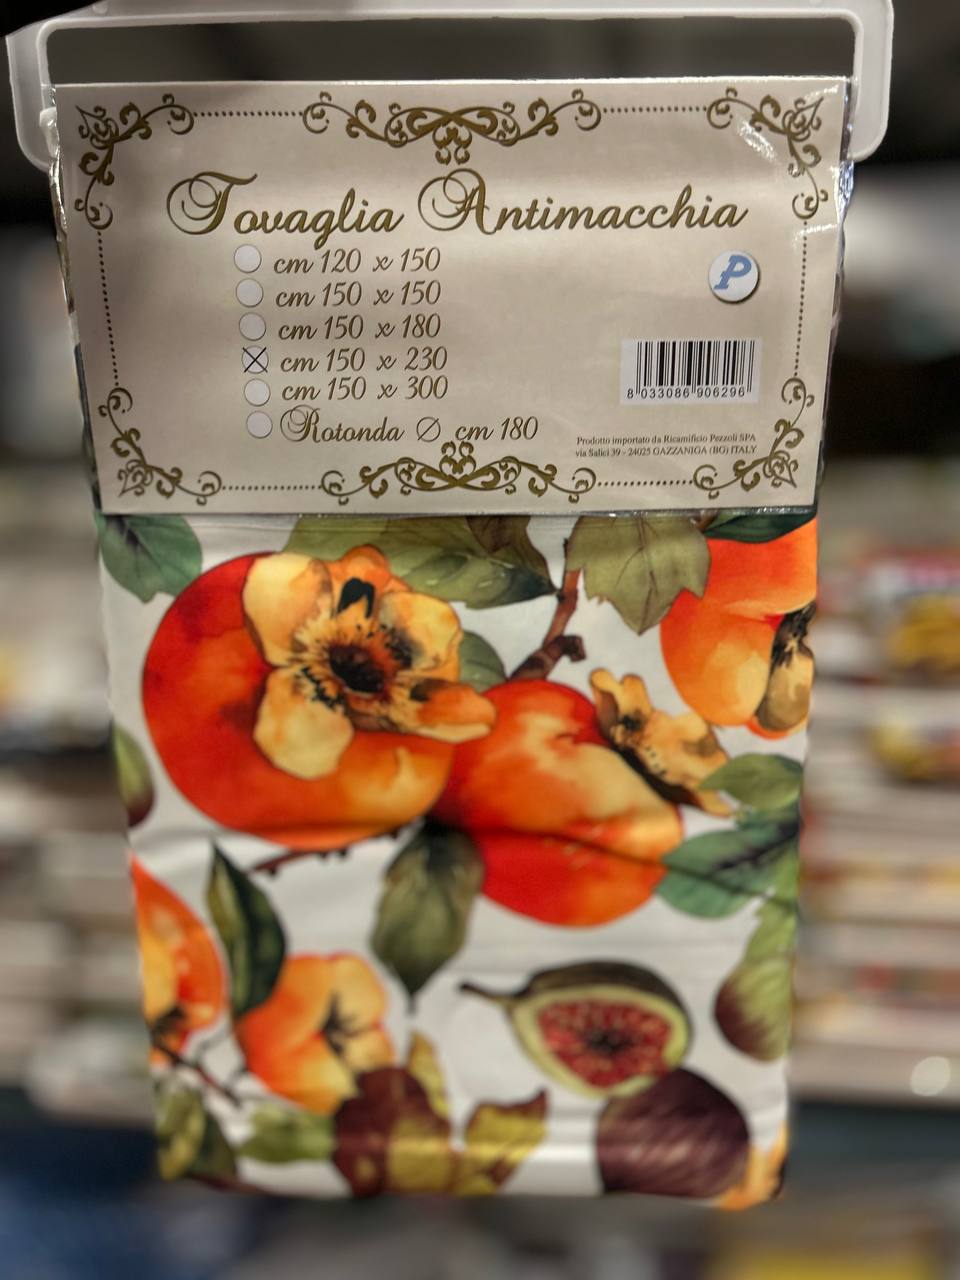 Tovaglia Antimacchia
cm 120 x 150
cm 150 x 150
cm 150 x 180
cm 150 x 230
cm 150 x 300
Rotonda Ø cm 180
P
8 033086 906296
Prodotto importato da Ricamificio Pezzoli SPA
via Salici 39 - 24025 GAZZANIGA (BG) ITALY